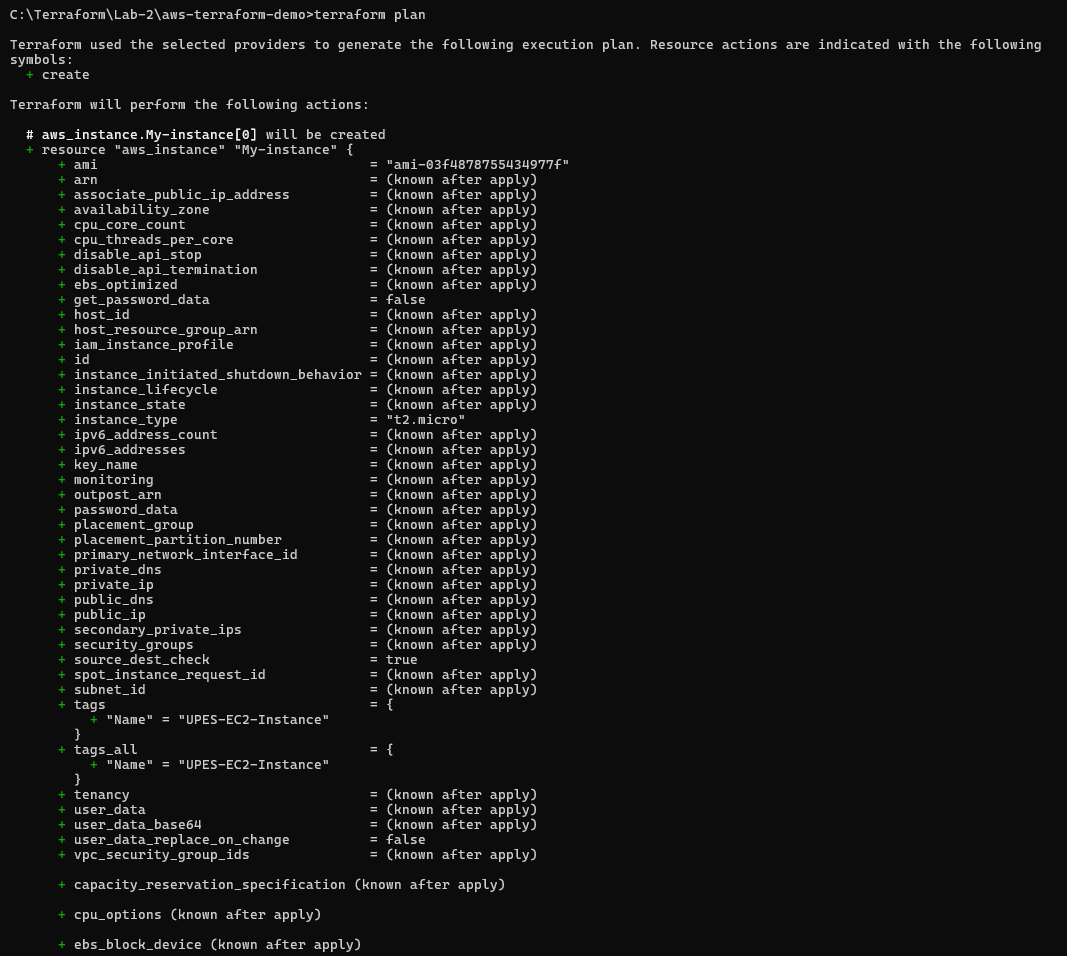 C:\Terraform\Lab-2\aws-terraform-demo>terraform plan
Terraform used the selected providers to generate the following execution plan. Resource actions are indicated with the following
symbols:
  + create
Terraform will perform the following actions:
  # aws_instance.My-instance[0] will be created
  + resource "aws_instance" "My-instance" {
      + ami                                  = "ami-03f4878755434977f"
      + arn                                  = (known after apply)
      + associate_public_ip_address          = (known after apply)
      + availability_zone                    = (known after apply)
      + cpu_core_count                       = (known after apply)
      + cpu_threads_per_core                 = (known after apply)
      + disable_api_stop                     = (known after apply)
      + disable_api_termination              = (known after apply)
      + ebs_optimized                        = (known after apply)
      + get_password_data                    = false
      + host_id                              = (known after apply)
      + host_resource_group_arn              = (known after apply)
      + iam_instance_profile                 = (known after apply)
      + id                                   = (known after apply)
      + instance_initiated_shutdown_behavior = (known after apply)
      + instance_lifecycle                   = (known after apply)
      + instance_state                       = (known after apply)
      + instance_type                        = "t2.micro"
      + ipv6_address_count                   = (known after apply)
      + ipv6_addresses                       = (known after apply)
      + key_name                             = (known after apply)
      + monitoring                           = (known after apply)
      + outpost_arn                          = (known after apply)
      + password_data                        = (known after apply)
      + placement_group                      = (known after apply)
      + placement_partition_number           = (known after apply)
      + primary_network_interface_id         = (known after apply)
      + private_dns                          = (known after apply)
      + private_ip                           = (known after apply)
      + public_dns                           = (known after apply)
      + public_ip                            = (known after apply)
      + secondary_private_ips                = (known after apply)
      + security_groups                      = (known after apply)
      + source_dest_check                    = true
      + spot_instance_request_id             = (known after apply)
      + subnet_id                            = (known after apply)
      + tags                                 = {
          + "Name" = "UPES-EC2-Instance"
        }
      + tags_all                             = {
          + "Name" = "UPES-EC2-Instance"
        }
      + tenancy                              = (known after apply)
      + user_data                            = (known after apply)
      + user_data_base64                     = (known after apply)
      + user_data_replace_on_change          = false
      + vpc_security_group_ids               = (known after apply)
      + capacity_reservation_specification (known after apply)
      + cpu_options (known after apply)
      + ebs_block_device (known after apply)